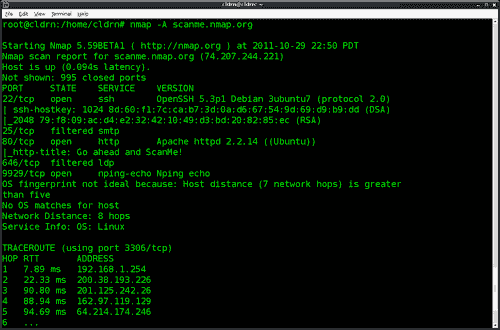 Terminal
File Edit View Terminal Help
root@cldrn:/home/cldrn# nmap -A scanme.nmap.org
Starting Nmap 5.59BETA1 ( http://nmap.org ) at 2011-10-29 22:50 PDT
Nmap scan report for scanme.nmap.org (74.207.244.221)
Host is up (0.094s latency).
Not shown: 995 closed ports
PORT STATE SERVICE VERSION
22/tcp open ssh OpenSSH 5.3p1 Debian 3ubuntu7 (protocol 2.0)
| ssh-hostkey: 1024 8d:60:f1:7c:ca:b7:3d:0a:d6:67:54:9d:69:d9:b9:dd (DSA)
|_2048 79:f8:09:ac:d4:e2:32:42:10:49:d3:bd:20:82:85:ec (RSA)
25/tcp filtered smtp
80/tcp open http Apache httpd 2.2.14 ((Ubuntu))
|_http-title: Go ahead and ScanMe!
646/tcp filtered ldp
9929/tcp open nping-echo Nping echo
OS fingerprint not ideal because: Host distance (7 network hops) is greater
than five
No OS matches for host
Network Distance: 8 hops
Service Info: OS: Linux
TRACEROUTE (using port 3306/tcp)
HOP RTT ADDRESS
1 7.89 ms 192.168.1.254
2 22.33 ms 200.38.193.226
3 90.80 ms 201.125.242.26
4 88.94 ms 162.97.119.129
5 94.69 ms 64.214.174.246
6 ...